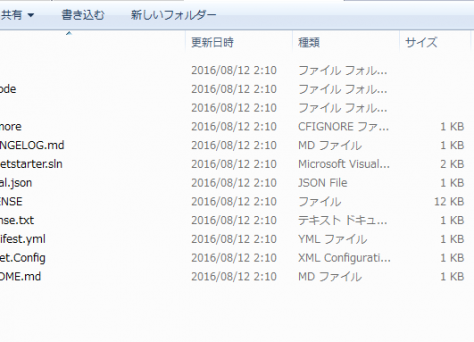 共有 ▼ 書き込む 新しいフォルダー
更新日時 種類 サイズ
2016/08/12 2:10 ファイル フォル...
ode 2016/08/12 2:10 ファイル フォル...
2016/08/12 2:10 ファイル フォル...
nore 2016/08/12 2:10 CFIGNORE ファ... 1 KB
NGELOG.md 2016/08/12 2:10 MD ファイル 1 KB
etstarter.sln 2016/08/12 2:10 Microsoft Visual... 2 KB
al.json 2016/08/12 2:10 JSON File 1 KB
ENSE 2016/08/12 2:10 ファイル 12 KB
nse.txt 2016/08/12 2:10 テキスト ドキュ... 1 KB
nifest.yml 2016/08/12 2:10 YML ファイル 1 KB
et.Config 2016/08/12 2:10 XML Configurati... 1 KB
OME.md 2016/08/12 2:10 MD ファイル 1 KB